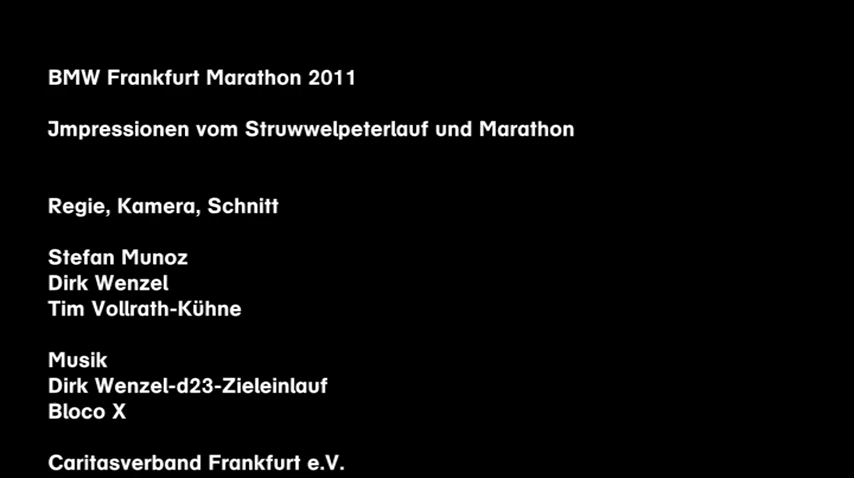 BMW Frankfurt Marathon 2011
Jmpressionen vom Struwwelpeterlauf und Marathon
Regie, Kamera, Schnitt
Stefan Munoz
Dirk Wenzel
Tim Vollrath-Kühne
Musik
Dirk Wenzel-d23-Zieleinlauf
Bloco X
Caritasverband Frankfurt e.V.